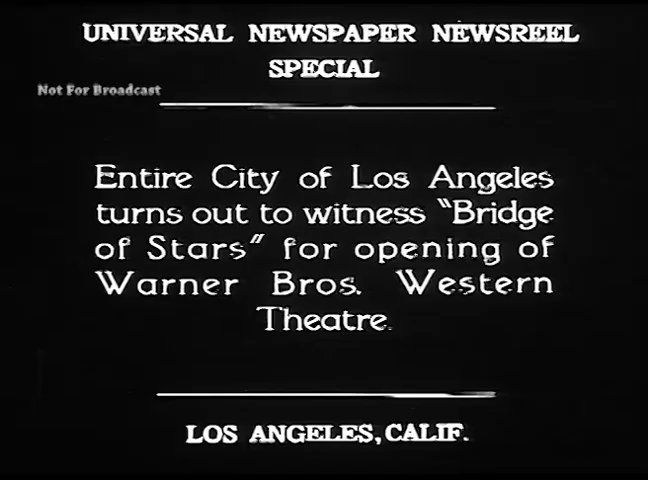 UNIVERSAL NEWSPAPER NEWSREEL
SPECIAL
Not For Broadcast
Entire City of Los Angeles
turns out to witness "Bridge
of Stars" for opening of
Warner Bros. Western
Theatre.
LOS ANGELES, CALIF.